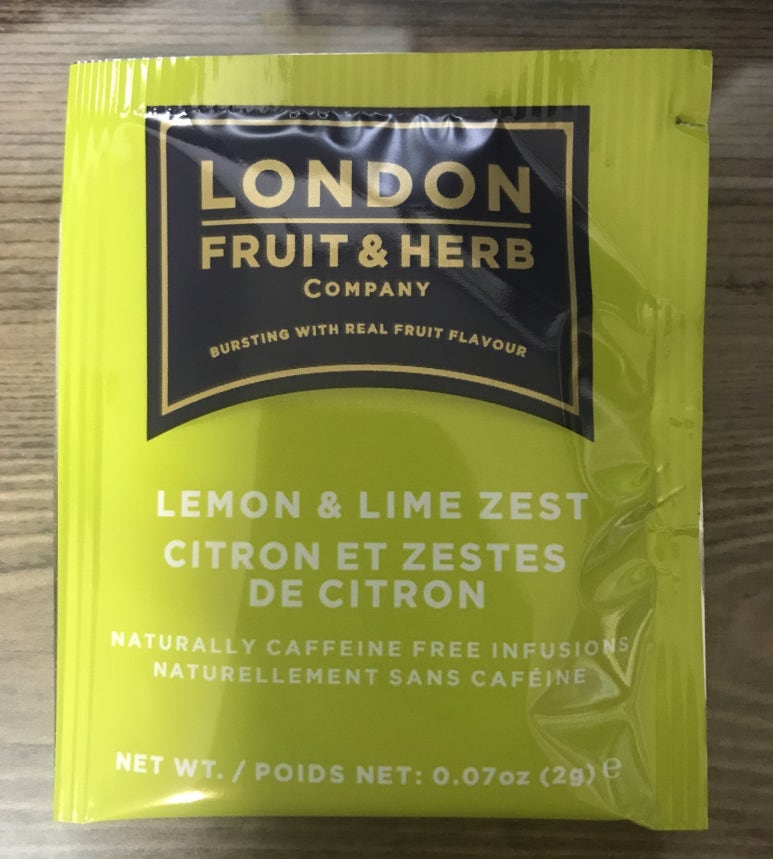 LONDON
FRUIT & HERB
COMPANY
BURSTING WITH REAL FRUIT FLAVOUR
LEMON & LIME ZEST
CITRON ET ZESTES
DE CITRON
NATURALLY CAFFEINE FREE INFUSIONS
NATURELLEMENT SANS CAFÉINE
NET WT. / POIDS NET: 0.07oz (2g) ℮